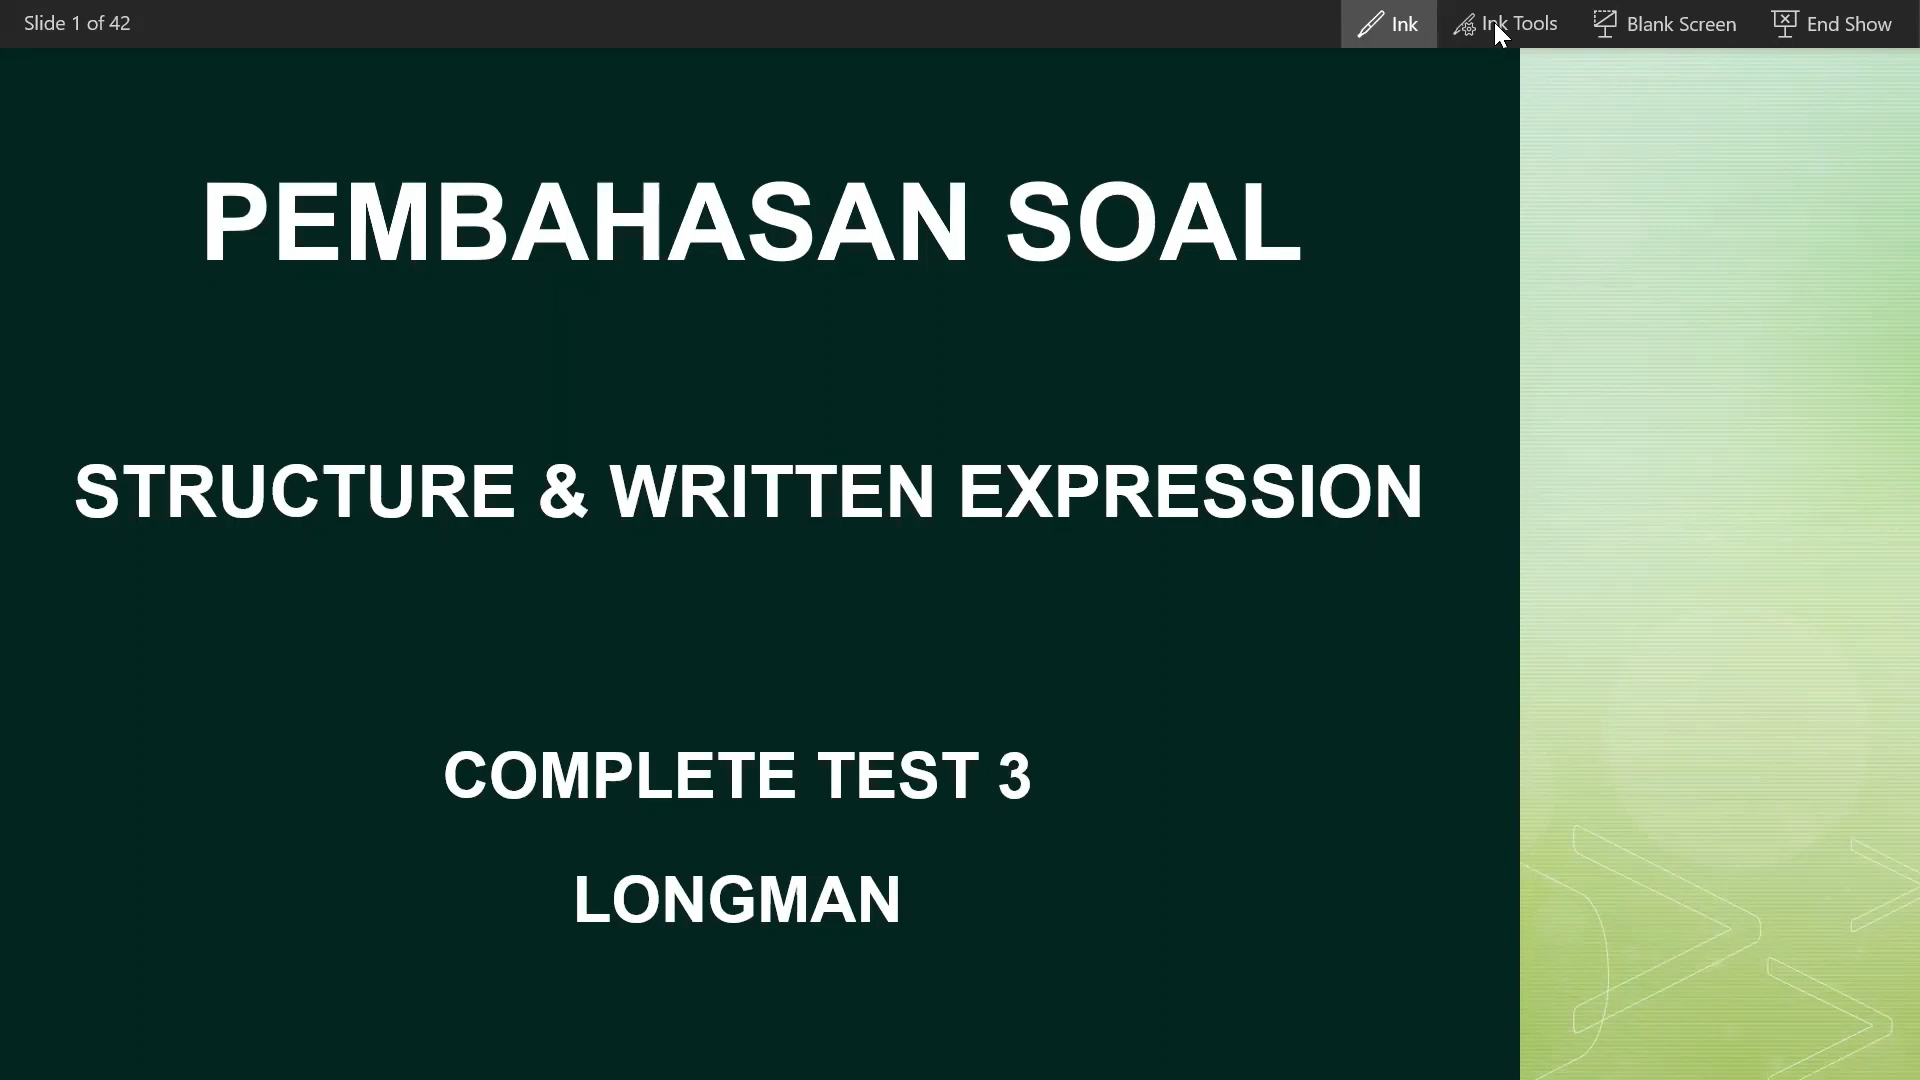 Slide 1 of 42
Ink
Ink Tools
Blank Screen
End Show
PEMBAHASAN SOAL
STRUCTURE & WRITTEN EXPRESSION
COMPLETE TEST 3
LONGMAN